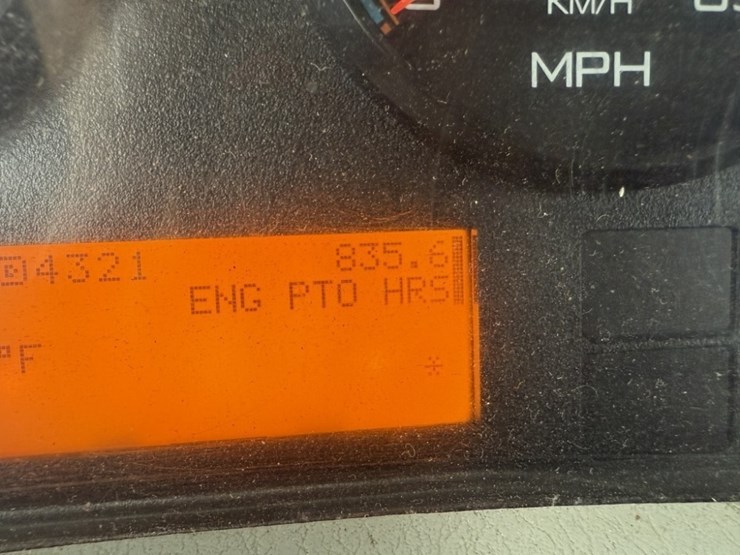 KM/H
MPH
4321 835.6
ENG PTO HRS
°F